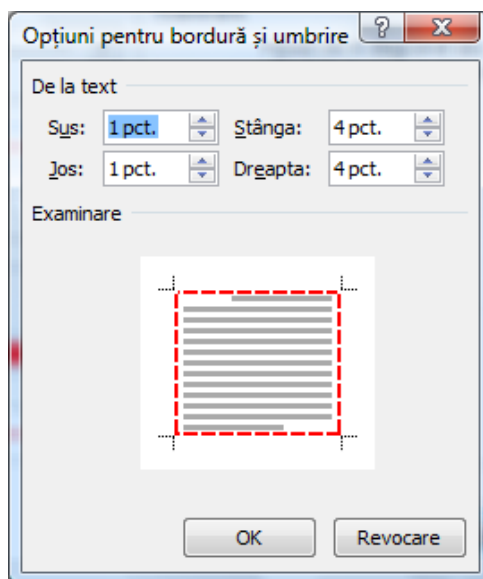 Opțiuni pentru bordură și umbrire
De la text
Sus: 1 pct. Stânga: 4 pct.
Jos: 1 pct. Dreapta: 4 pct.
Examinare
OK Revocare